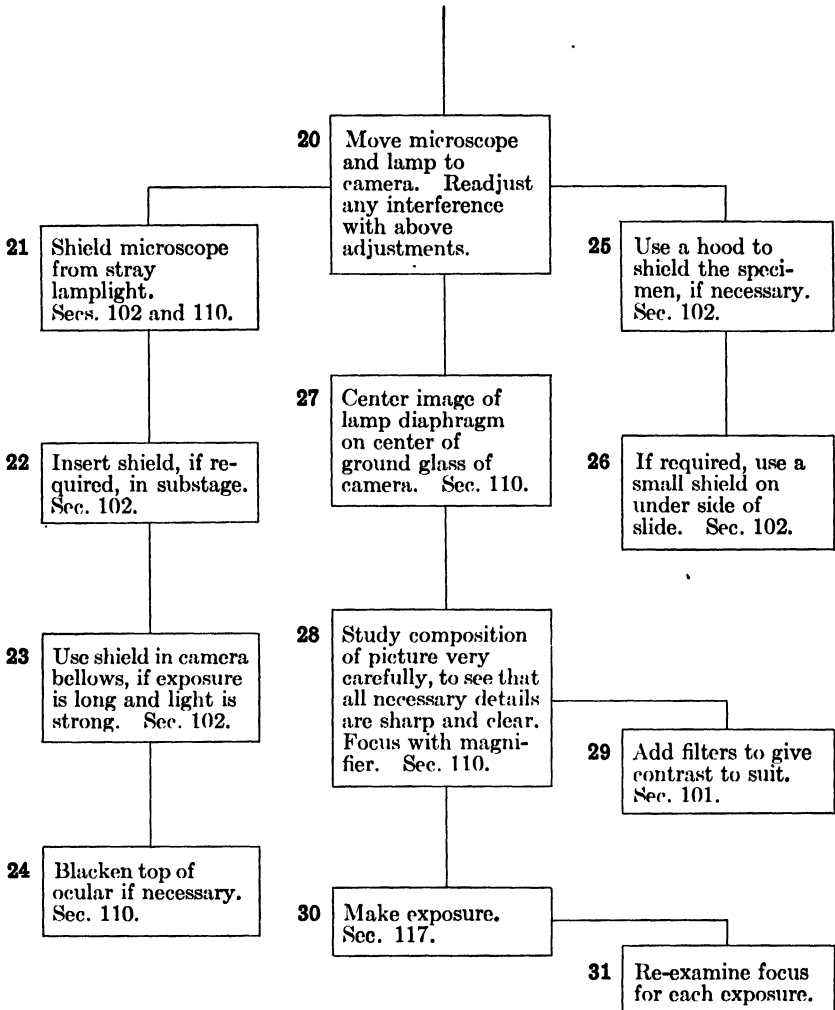 20 Move microscope
and lamp to
camera. Readjust
any interference
with above
adjustments.
21 Shield microscope
from stray
lamplight.
Secs. 102 and 110.
22 Insert shield, if re-
quired, in substage.
Sec. 102.
23 Use shield in camera
bellows, if exposure
is long and light is
strong. Sec. 102.
24 Blacken top of
ocular if necessary.
Sec. 110.
25 Use a hood to
shield the speci-
men, if necessary.
Sec. 102.
26 If required, use a
small shield on
under side of
slide. Sec. 102.
27 Center image of
lamp diaphragm
on center of
ground glass of
camera. Sec. 110.
28 Study composition
of picture very
carefully, to see that
all necessary details
are sharp and clear.
Focus with magni-
fier. Sec. 110.
29 Add filters to give
contrast to suit.
Sec. 101.
30 Make exposure.
Sec. 117.
31 Re-examine focus
for each exposure.